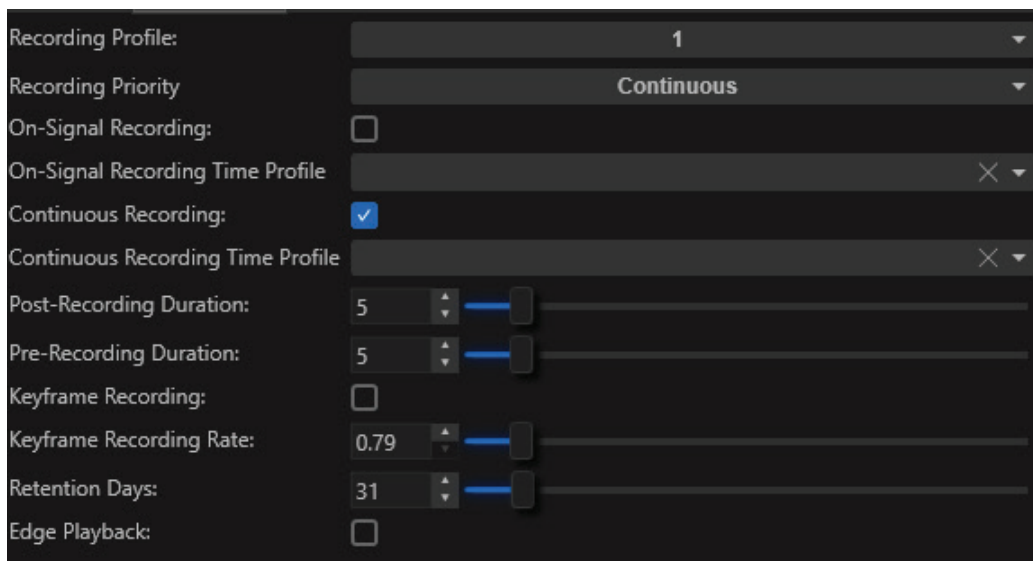 Recording Profile: 1
Recording Priority Continuous
On-Signal Recording:
On-Signal Recording Time Profile
Continuous Recording:
Continuous Recording Time Profile
Post-Recording Duration: 5
Pre-Recording Duration: 5
Keyframe Recording:
Keyframe Recording Rate: 0.79
Retention Days: 31
Edge Playback: